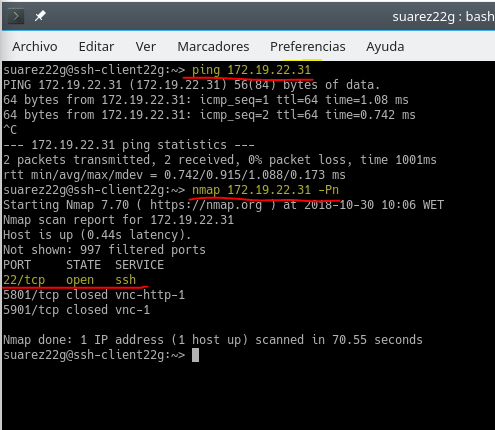 suarez22g : bash
Archivo Editar Ver Marcadores Preferencias Ayuda
suarez22g@ssh-client22g:~> ping 172.19.22.31
PING 172.19.22.31 (172.19.22.31) 56(84) bytes of data.
64 bytes from 172.19.22.31: icmp_seq=1 ttl=64 time=1.08 ms
64 bytes from 172.19.22.31: icmp_seq=2 ttl=64 time=0.742 ms
^C
--- 172.19.22.31 ping statistics ---
2 packets transmitted, 2 received, 0% packet loss, time 1001ms
rtt min/avg/max/mdev = 0.742/0.915/1.088/0.173 ms
suarez22g@ssh-client22g:~> nmap 172.19.22.31 -Pn
Starting Nmap 7.70 ( https://nmap.org ) at 2018-10-30 10:06 WET
Nmap scan report for 172.19.22.31
Host is up (0.44s latency).
Not shown: 997 filtered ports
PORT     STATE  SERVICE
22/tcp   open   ssh
5801/tcp closed vnc-http-1
5901/tcp closed vnc-1
Nmap done: 1 IP address (1 host up) scanned in 70.55 seconds
suarez22g@ssh-client22g:~>